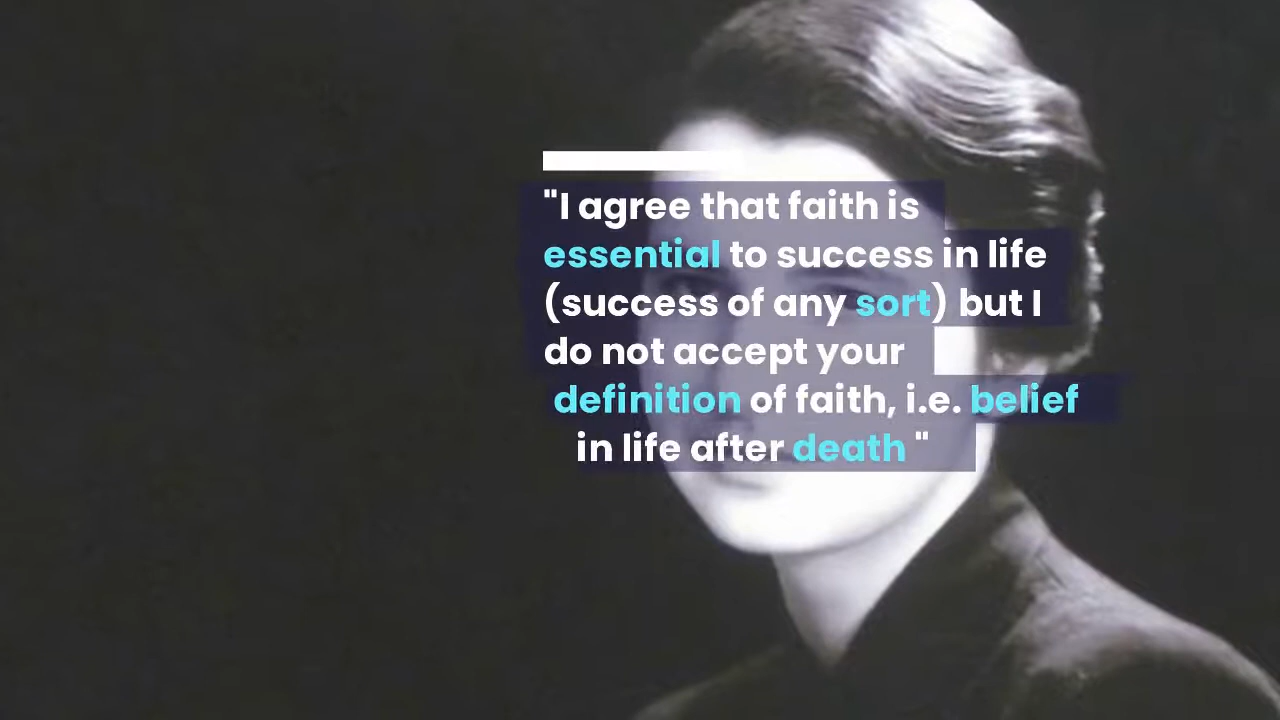 "I agree that faith is
essential to success in life
(success of any sort) but I
do not accept your
definition of faith, i.e. belief
in life after death "